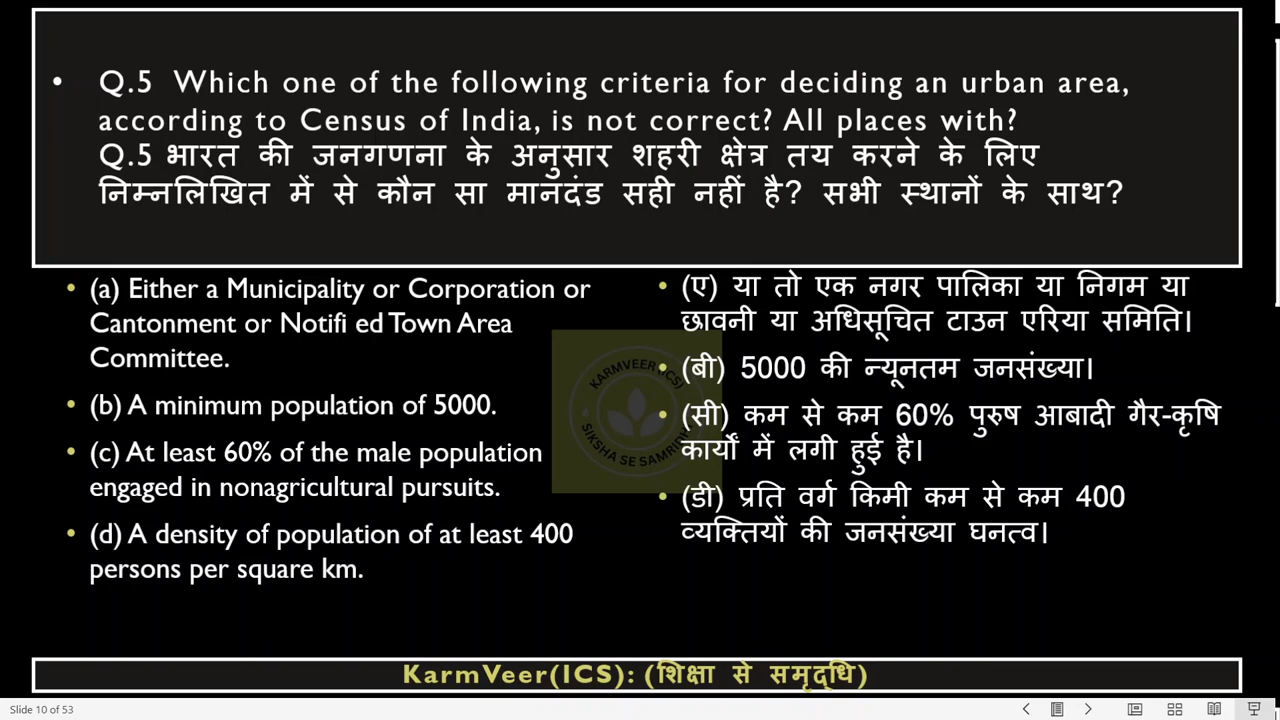 • Q.5 Which one of the following criteria for deciding an urban area,
according to Census of India, is not correct? All places with?
Q.5 भारत की जनगणना के अनुसार शहरी क्षेत्र तय करने के लिए
निम्नलिखित में से कौन सा मानदंड सही नहीं है? सभी स्थानों के साथ?
• (a) Either a Municipality or Corporation or
Cantonment or Notifi ed Town Area
Committee.
• (b) A minimum population of 5000.
• (c) At least 60% of the male population
engaged in nonagricultural pursuits.
• (d) A density of population of at least 400
persons per square km.
• (ए) या तो एक नगर पालिका या निगम या
छावनी या अधिसूचित टाउन एरिया समिति।
• (बी) 5000 की न्यूनतम जनसंख्या।
• (सी) कम से कम 60% पुरुष आबादी गैर-कृषि
कार्यों में लगी हुई है।
• (डी) प्रति वर्ग किमी कम से कम 400
व्यक्तियों की जनसंख्या घनत्व।
KARMVEER (ICS)
SIKSHA SE
KarmVeer(ICS): (शिक्षा से समृद्धि)
Slide 10 of 53